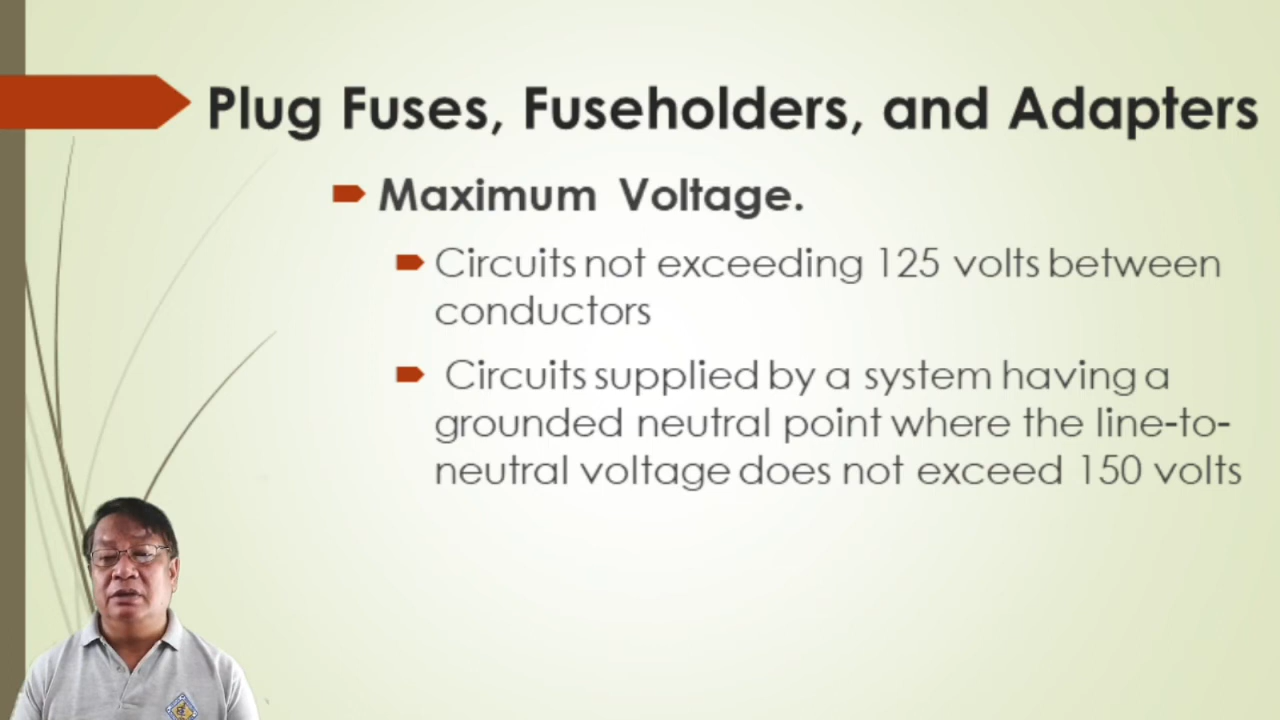 Plug Fuses, Fuseholders, and Adapters
Maximum Voltage.
Circuits not exceeding 125 volts between
conductors
Circuits supplied by a system having a
grounded neutral point where the line-to-
neutral voltage does not exceed 150 volts